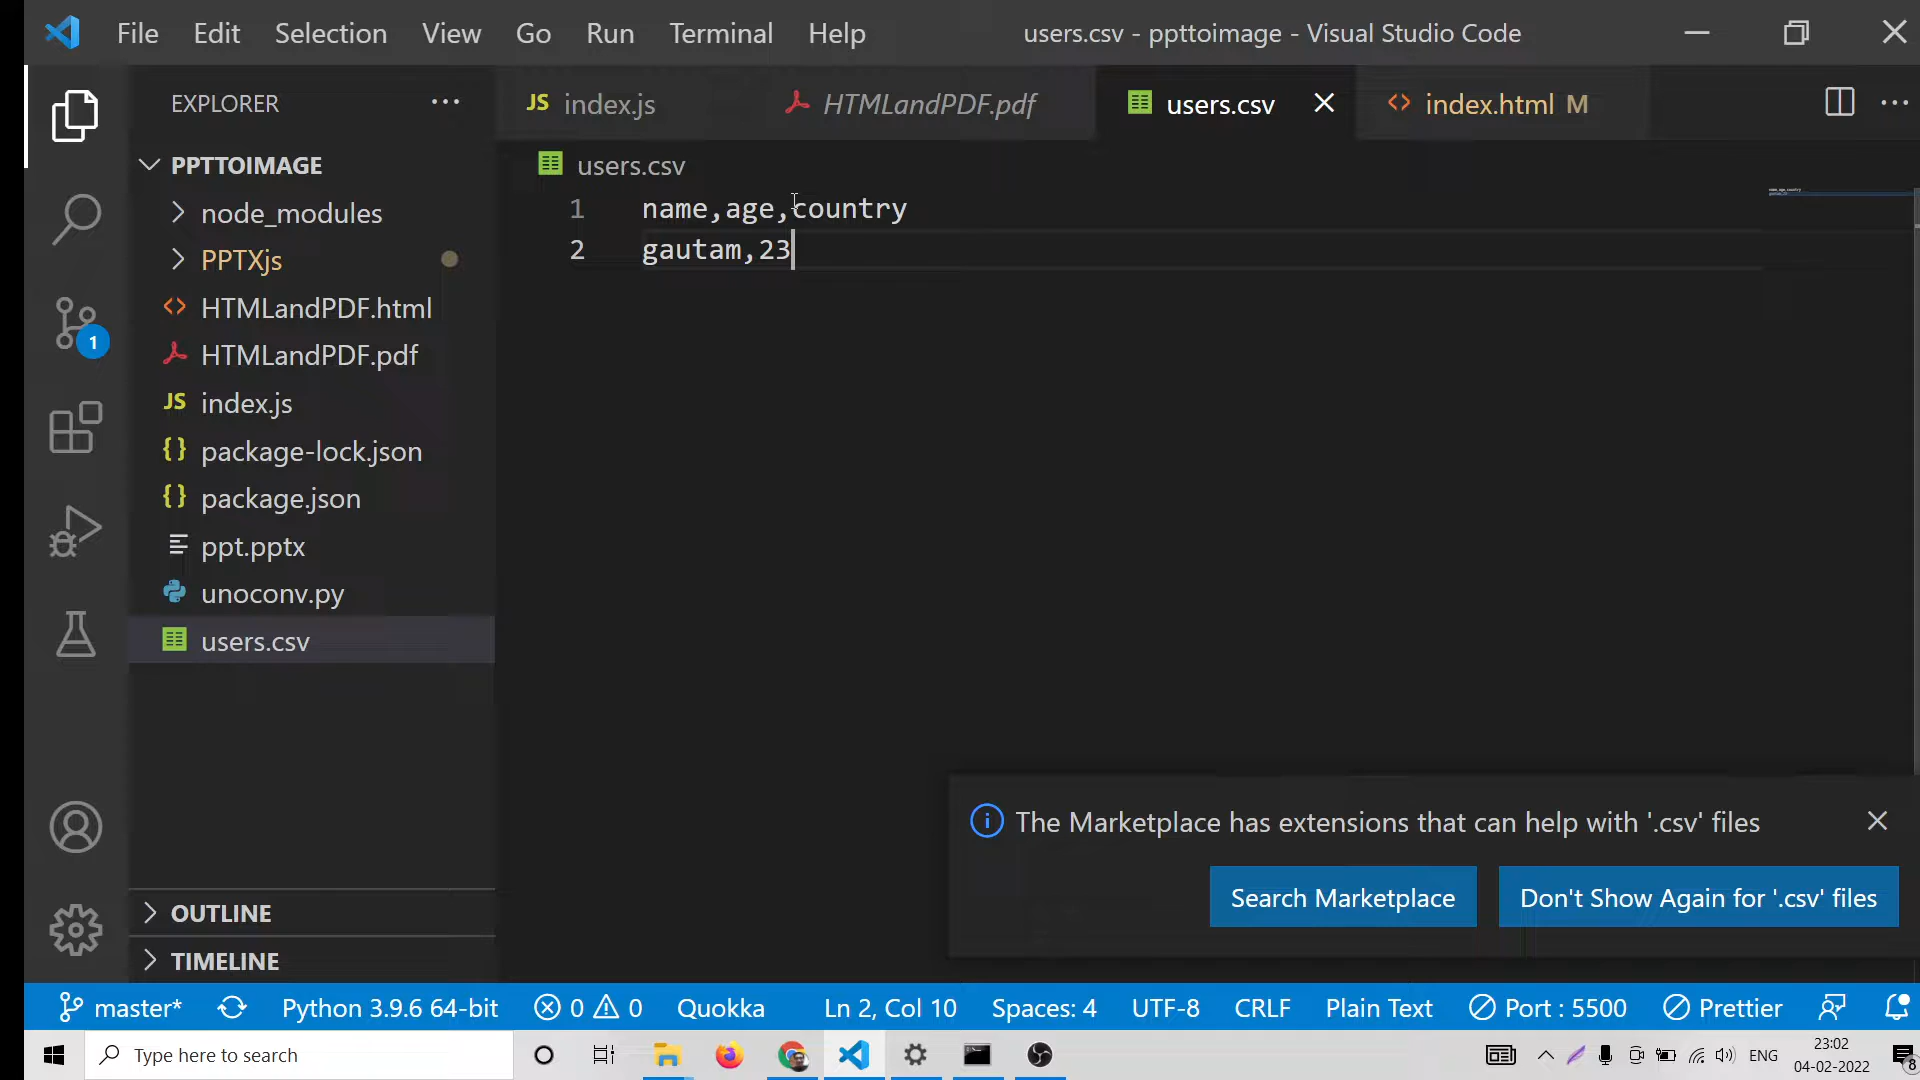 File Edit Selection View Go Run Terminal Help users.csv - ppttoimage - Visual Studio Code
EXPLORER ...
JS index.js HTMLandPDF.pdf users.csv index.html M ...
PPTTOIMAGE
node_modules
PPTXjs
HTMLandPDF.html
HTMLandPDF.pdf
JS index.js
{} package-lock.json
{} package.json
ppt.pptx
unoconv.py
users.csv
OUTLINE
TIMELINE
1
users.csv
1 name,age,country
2 gautam,23
The Marketplace has extensions that can help with '.csv' files
Search Marketplace Don't Show Again for '.csv' files
master* Python 3.9.6 64-bit 0 0 Quokka Ln 2, Col 10 Spaces: 4 UTF-8 CRLF Plain Text Port : 5500 Prettier
Type here to search ENG 23:02
04-02-2022 8